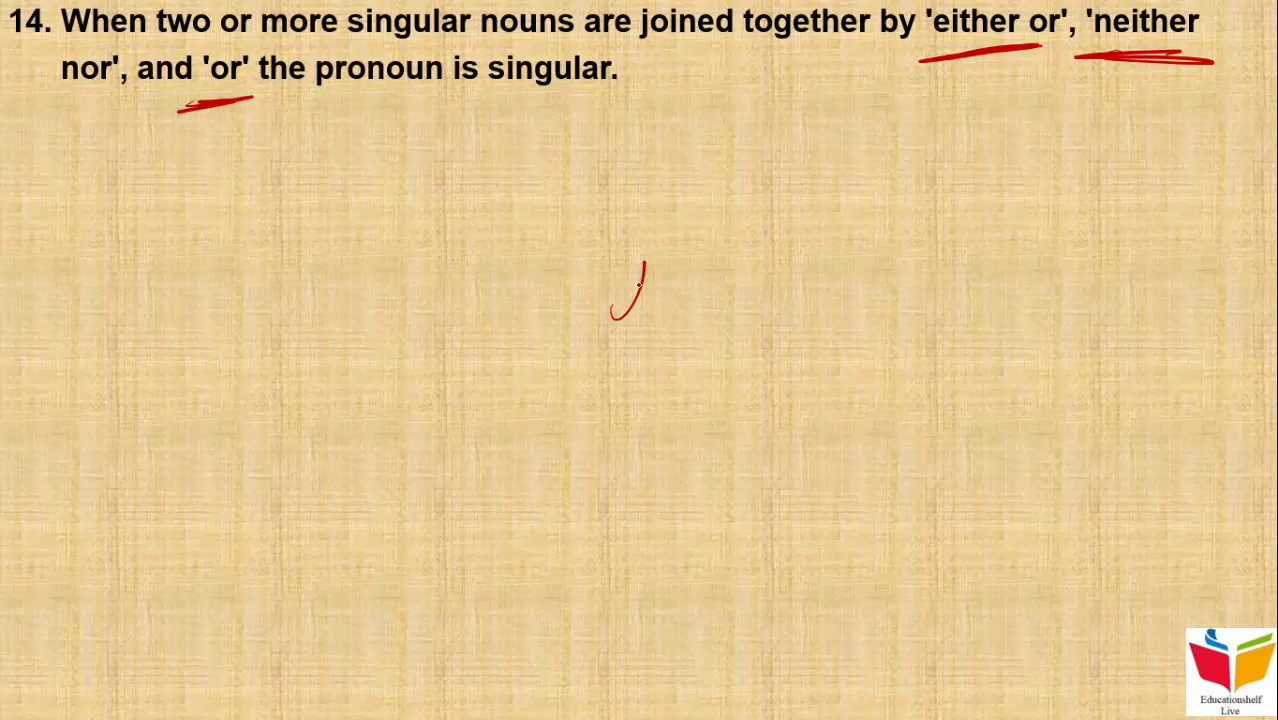 14. When two or more singular nouns are joined together by 'either or', 'neither
nor', and 'or' the pronoun is singular.
Educationshelf
Live